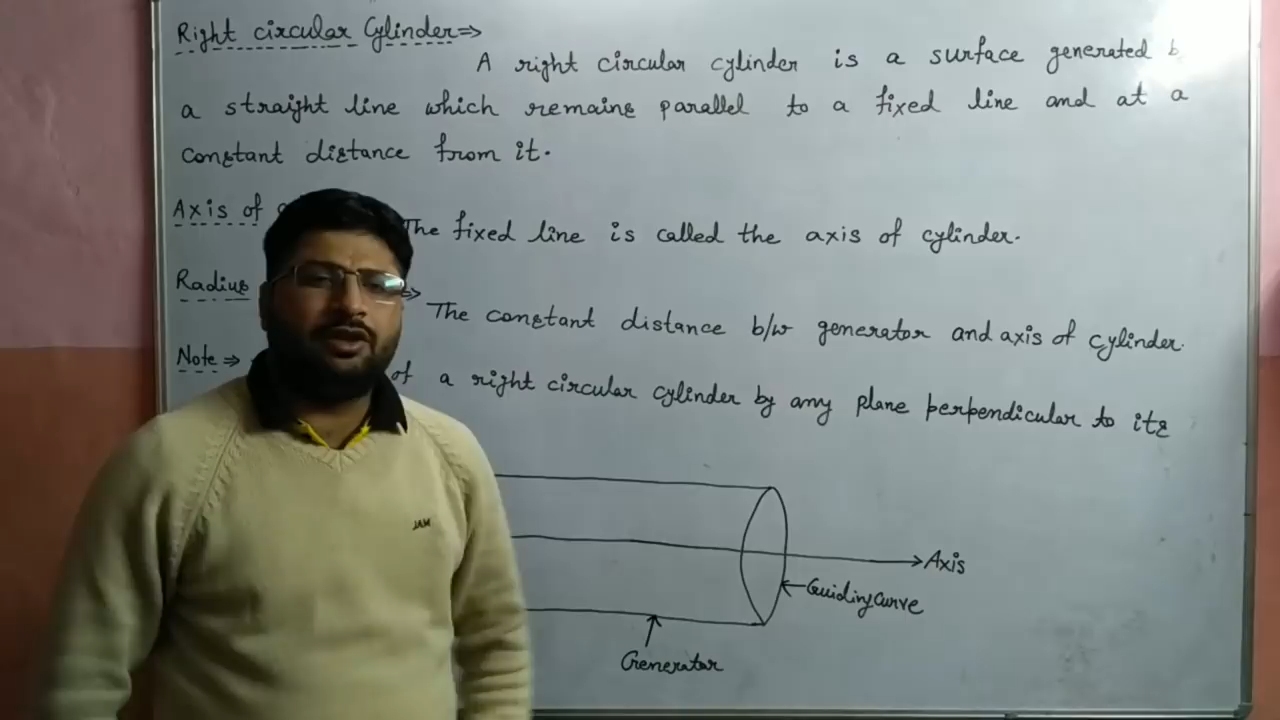 Right circular Cylinder⇒
A right circular cylinder is a surface generated b
a straight line which remains parallel to a fixed line and at a
constant distance from it.
Axis of
The fixed line is called the axis of cylinder.
Radius ⇒
The constant distance b/w generator and axis of cylinder.
Note ⇒ of a right circular cylinder by any plane perpendicular to its
JAM
Axis
Guiding curve
Generator